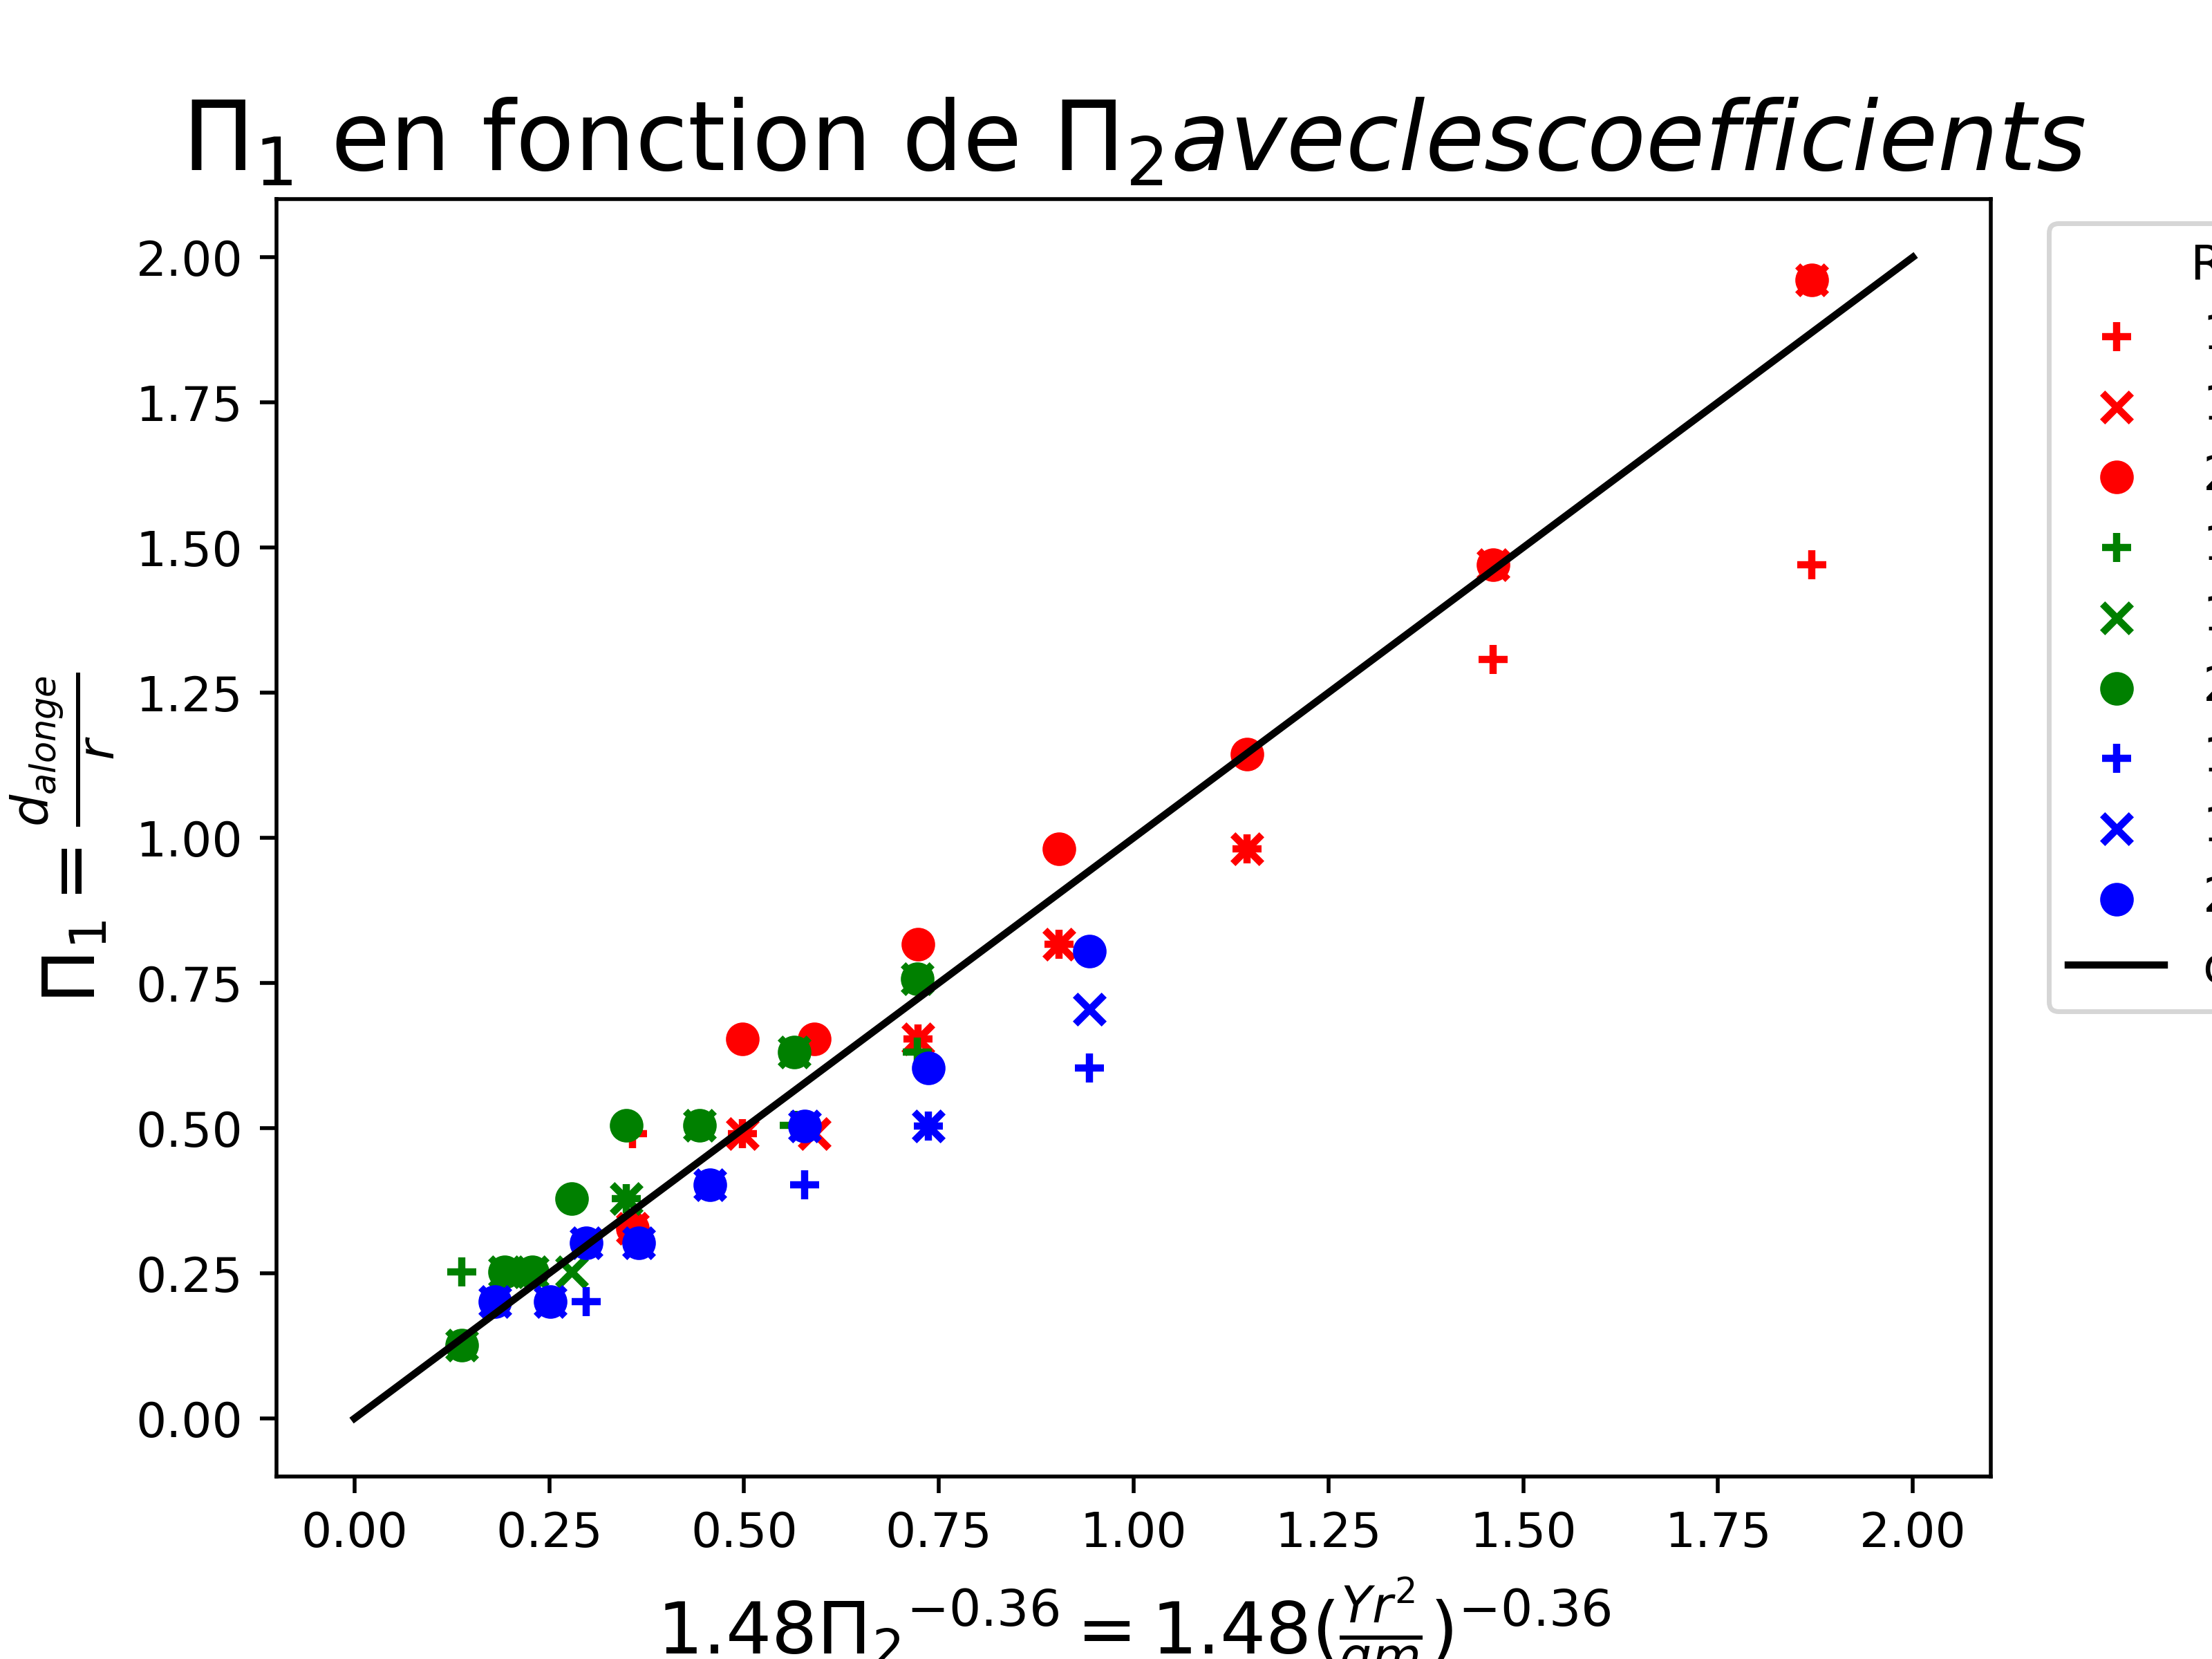 Π₁ en fonction de Π₂aveclescoefficients
2.00
1.75
1.50
1.25
1.00
0.75
0.50
0.25
0.00
Π₁ = d_alonge/r
0.00 0.25 0.50 0.75 1.00 1.25 1.50 1.75 2.00
1.48Π₂^−0.36 = 1.48(Yr²/gm)^−0.36
R